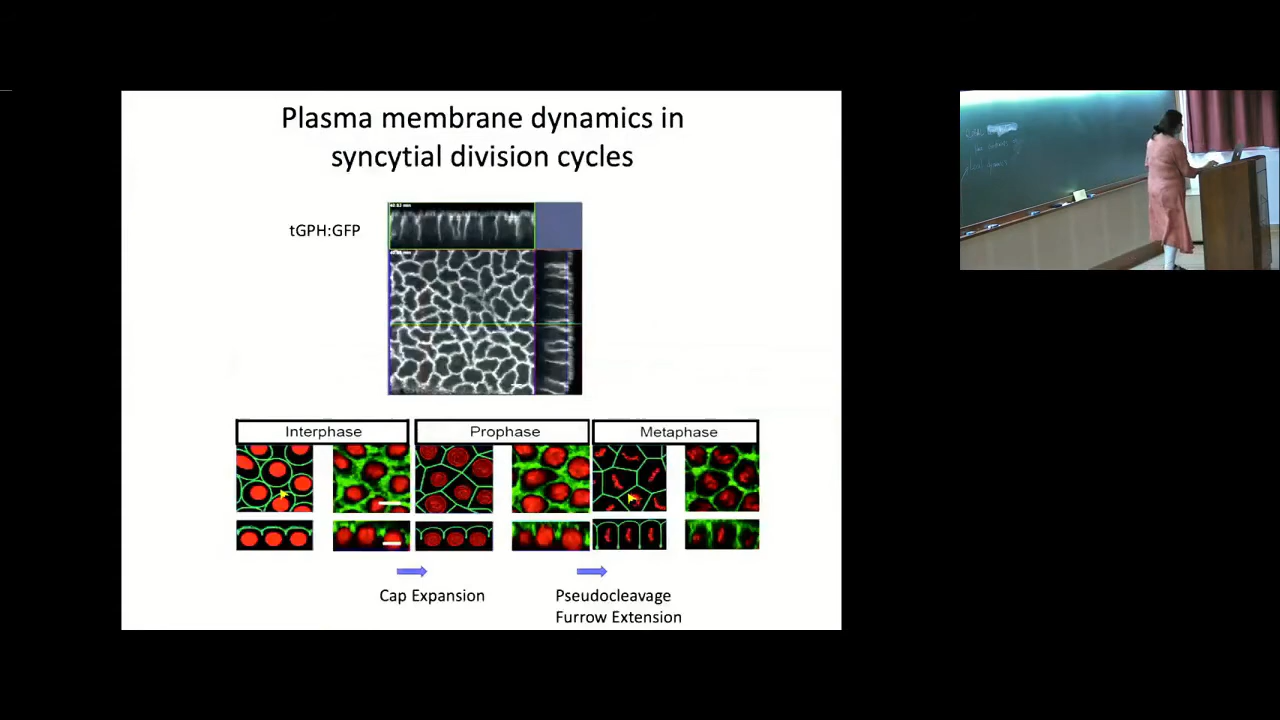 Plasma membrane dynamics in
syncytial division cycles
tGPH:GFP
Interphase
Prophase
Metaphase
Cap Expansion
Pseudocleavage
Furrow Extension